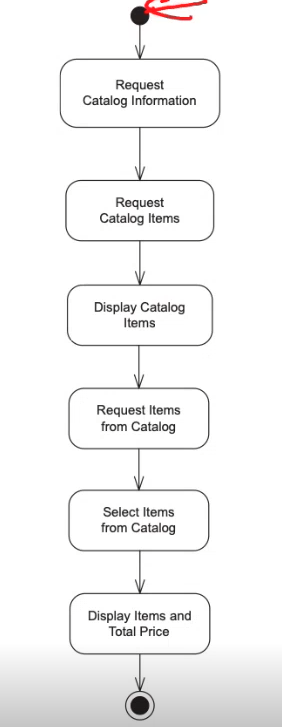 Request
Catalog Information
Request
Catalog Items
Display Catalog
Items
Request Items
from Catalog
Select Items
from Catalog
Display Items and
Total Price